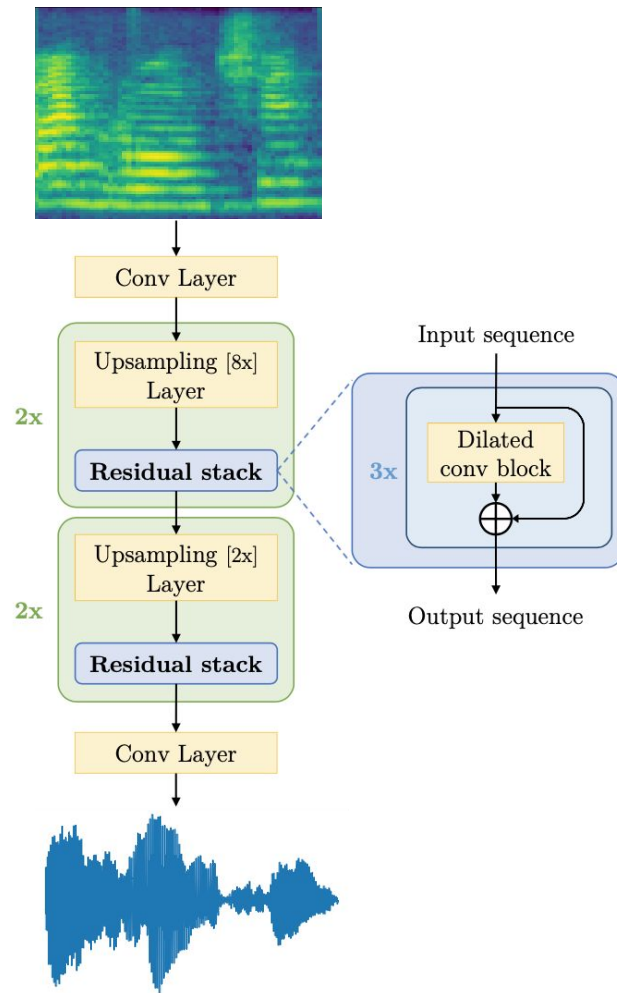 Conv Layer
Upsampling [8x]
Layer
2x
Residual stack
Upsampling [2x]
Layer
2x
Residual stack
Conv Layer
Input sequence
Dilated
conv block
3x
Output sequence